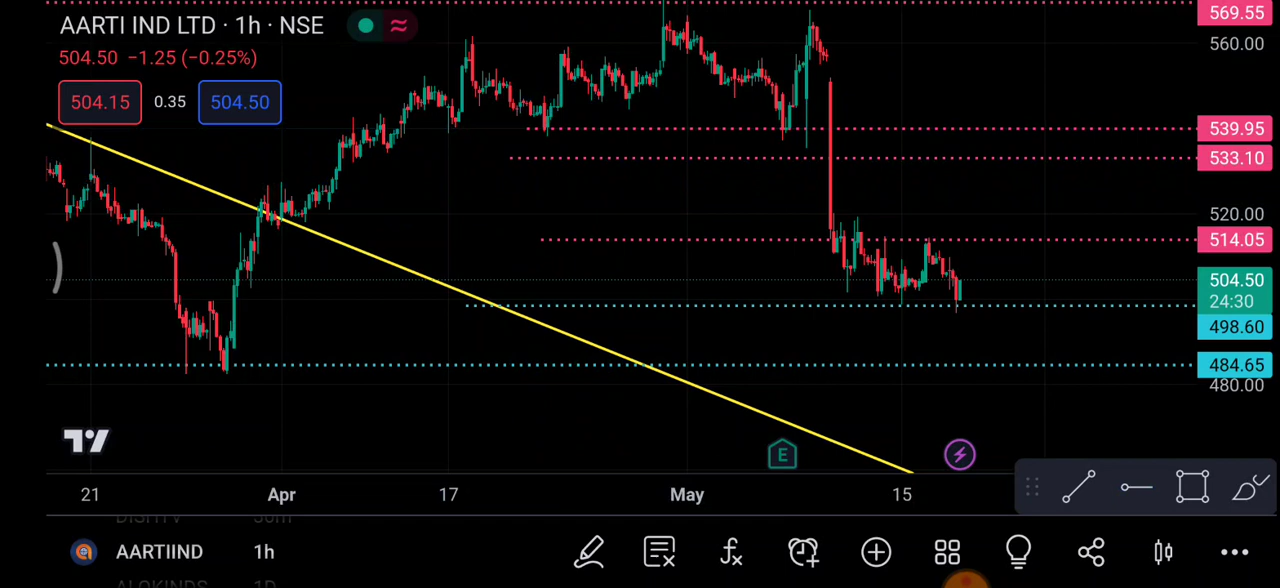 AARTI IND LTD · 1h · NSE
504.50 −1.25 (−0.25%)
504.15 0.35 504.50
569.55
560.00
539.95
533.10
520.00
514.05
504.50
24:30
498.60
484.65
480.00
E
21 Apr 17 May 15
AARTIIND 1h
ALOKINDS 1D